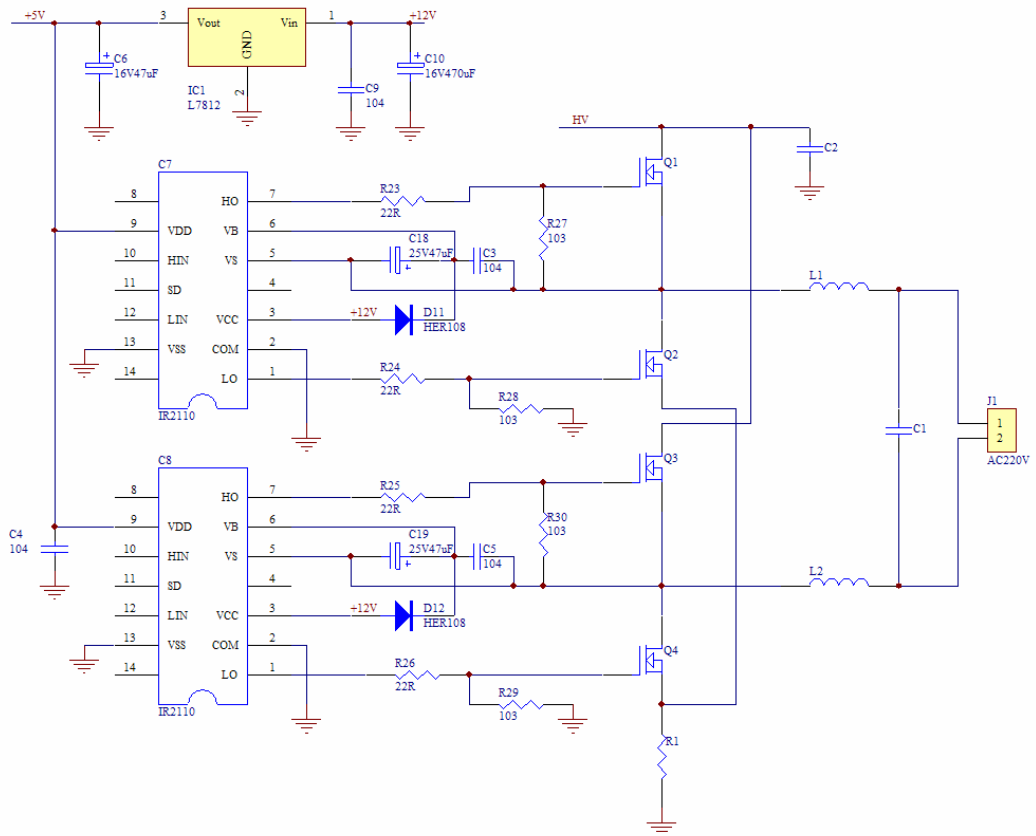 +5V
3
Vout
Vin
GND
1
+12V
C6
16V47uF
IC1
L7812
2
C9
104
C10
16V470uF
HV
C2
C7
8
9
10
11
12
13
14
HO
VDD
VB
HIN
VS
SD
LIN
VCC
VSS
COM
LO
7
6
5
4
3
2
1
IR2110
R23
22R
C18
25V47uF
+
C3
104
+12V
D11
HER108
R24
22R
R28
103
R27
103
Q1
Q2
L1
C8
8
9
10
11
12
13
14
HO
VDD
VB
HIN
VS
SD
LIN
VCC
VSS
COM
LO
7
6
5
4
3
2
1
IR2110
C4
104
R25
22R
C19
25V47uF
+
C5
104
+12V
D12
HER108
R26
22R
R29
103
R30
103
Q3
Q4
R1
L2
C1
J1
1
2
AC220V